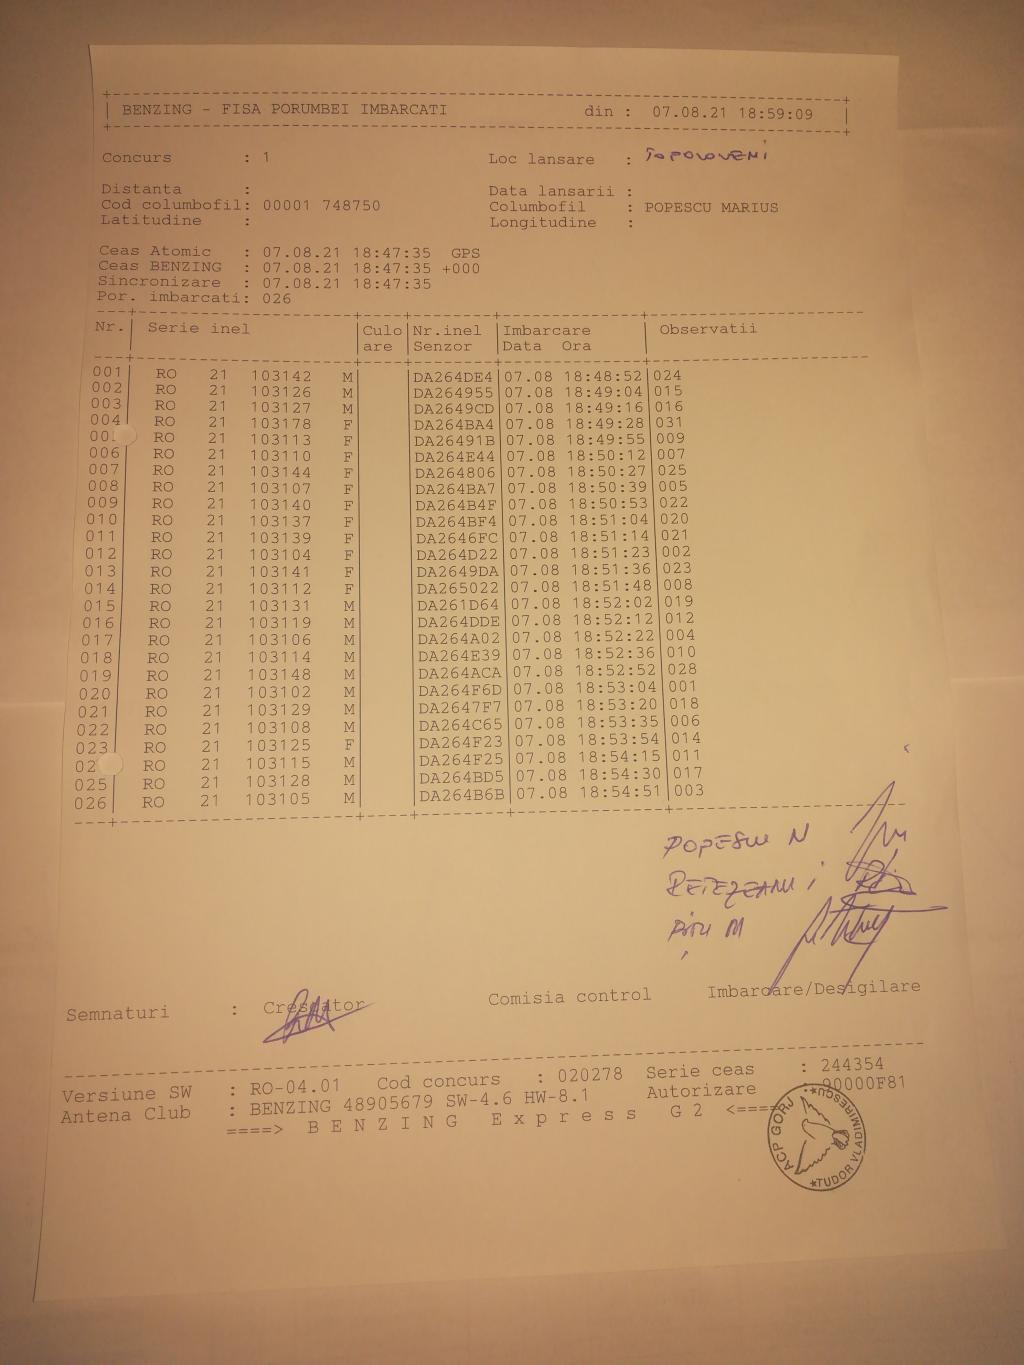 BENZING - FISA PORUMBEI IMBARCATI din : 07.08.21 18:59:09
Concurs : 1 Loc lansare : TOPOLOVENI
Distanta : Data lansarii :
Cod columbofil: 00001 748750 Columbofil : POPESCU MARIUS
Latitudine : Longitudine :
Ceas Atomic : 07.08.21 18:47:35 GPS
Ceas BENZING : 07.08.21 18:47:35 +000
Sincronizare : 07.08.21 18:47:35
Por. imbarcati: 026
Nr. Serie inel Culo Nr.inel Imbarcare Observatii
are Senzor Data Ora
001 RO 21 103142 M DA264DE4 07.08 18:48:52 024
002 RO 21 103126 M DA264955 07.08 18:49:04 015
003 RO 21 103127 M DA2649CD 07.08 18:49:16 016
004 RO 21 103178 F DA264BA4 07.08 18:49:28 031
00 RO 21 103113 F DA26491B 07.08 18:49:55 009
006 RO 21 103110 F DA264E44 07.08 18:50:12 007
007 RO 21 103144 F DA264806 07.08 18:50:27 025
008 RO 21 103107 F DA264BA7 07.08 18:50:39 005
009 RO 21 103140 F DA264B4F 07.08 18:50:53 022
010 RO 21 103137 F DA264BF4 07.08 18:51:04 020
011 RO 21 103139 F DA2646FC 07.08 18:51:14 021
012 RO 21 103104 F DA264D22 07.08 18:51:23 002
013 RO 21 103141 F DA2649DA 07.08 18:51:36 023
014 RO 21 103112 F DA265022 07.08 18:51:48 008
015 RO 21 103131 M DA261D64 07.08 18:52:02 019
016 RO 21 103119 M DA264DDE 07.08 18:52:12 012
017 RO 21 103106 M DA264A02 07.08 18:52:22 004
018 RO 21 103114 M DA264E39 07.08 18:52:36 010
019 RO 21 103148 M DA264ACA 07.08 18:52:52 028
020 RO 21 103102 M DA264F6D 07.08 18:53:04 001
021 RO 21 103129 M DA2647F7 07.08 18:53:20 018
022 RO 21 103108 M DA264C65 07.08 18:53:35 006
023 RO 21 103125 F DA264F23 07.08 18:53:54 014
02 RO 21 103115 M DA264F25 07.08 18:54:15 011
025 RO 21 103128 M DA264BD5 07.08 18:54:30 017
026 RO 21 103105 M DA264B6B 07.08 18:54:51 003
POPESCU N
RETEZEANU I
PÎRU M
Semnaturi : Crescator Comisia control Imbarcare/Desigilare
Versiune SW : RO-04.01 Cod concurs : 020278 Serie ceas : 244354
Antena Club : BENZING 48905679 SW-4.6 HW-8.1 Autorizare : 90000F81
====> BENZING Express G2 <====
ACP GORJ *TUDOR VLADIMIRESCU*